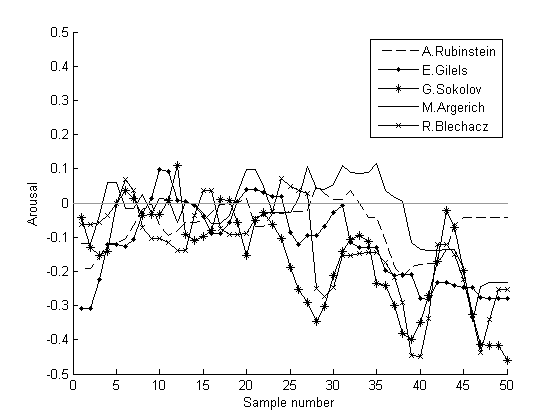 0.5
0.4
0.3
0.2
0.1
0
-0.1
-0.2
-0.3
-0.4
-0.5
Arousal
A.Rubinstein
E.Gilels
G.Sokolov
M.Argerich
R.Blechacz
0 5 10 15 20 25 30 35 40 45 50
Sample number